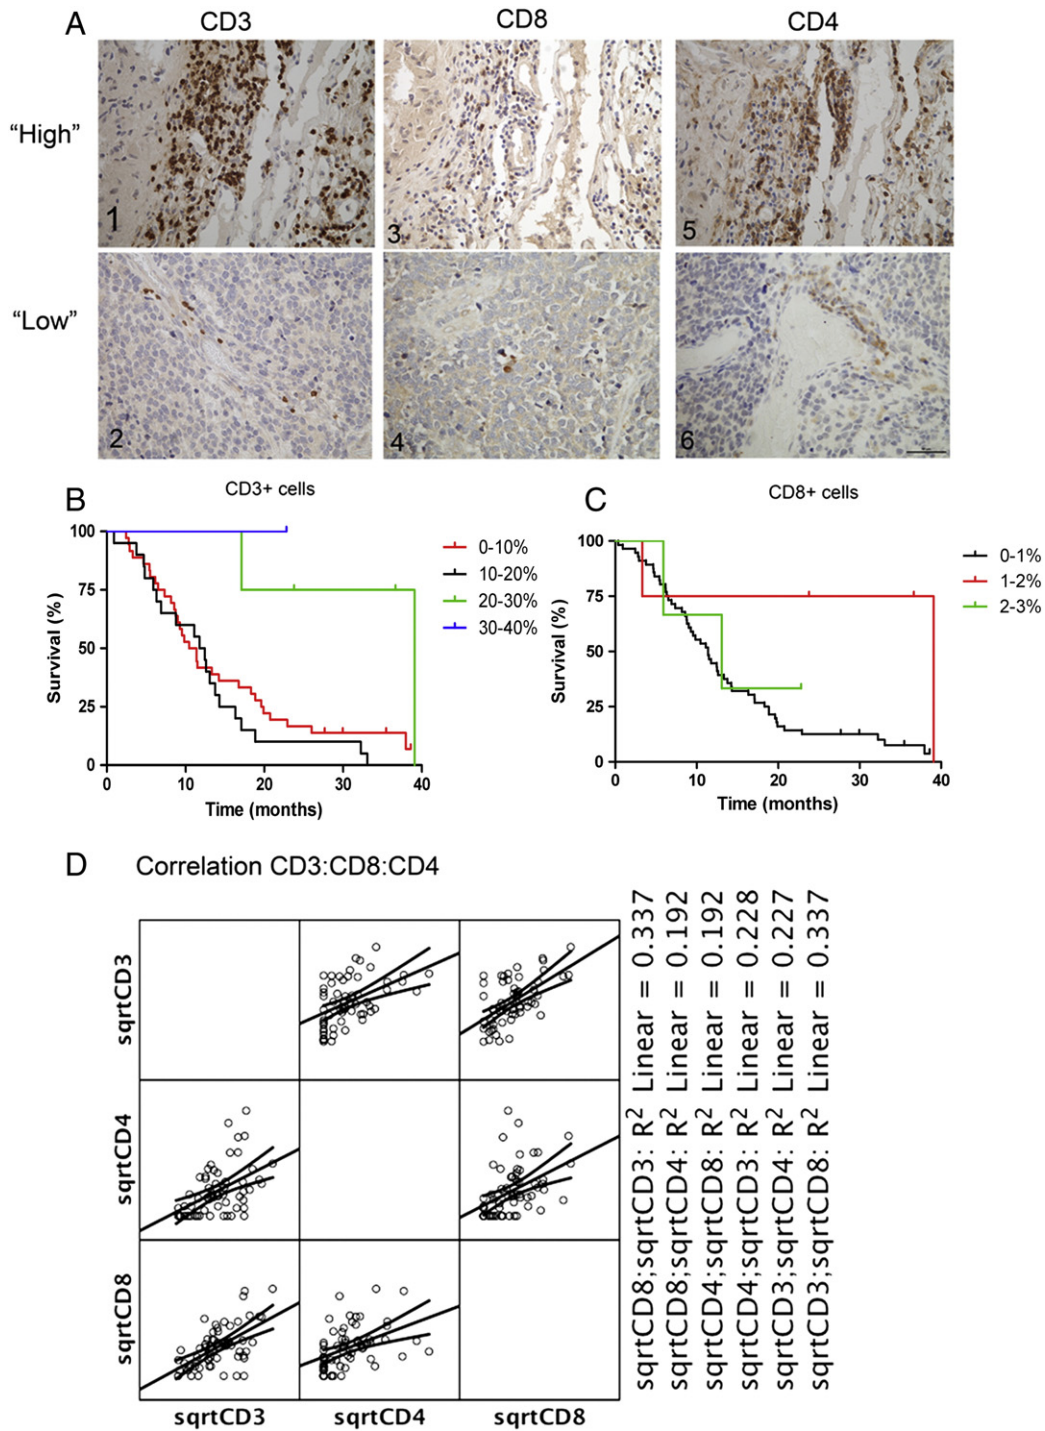 A
CD3
CD8
CD4
“High”
1
3
5
“Low”
2
4
6
B
CD3+ cells
Survival (%)
100
75
50
25
0
0
10
20
30
40
Time (months)
0-10%
10-20%
20-30%
30-40%
C
CD8+ cells
Survival (%)
100
75
50
25
0
0
10
20
30
40
Time (months)
0-1%
1-2%
2-3%
D
Correlation CD3:CD8:CD4
sqrtCD3
sqrtCD4
sqrtCD8
sqrtCD3
sqrtCD4
sqrtCD8
sqrtCD8;sqrtCD3: R² Linear = 0.337
sqrtCD8;sqrtCD4: R² Linear = 0.192
sqrtCD4;sqrtCD8: R² Linear = 0.192
sqrtCD4;sqrtCD3: R² Linear = 0.228
sqrtCD3;sqrtCD4: R² Linear = 0.227
sqrtCD3;sqrtCD8: R² Linear = 0.337